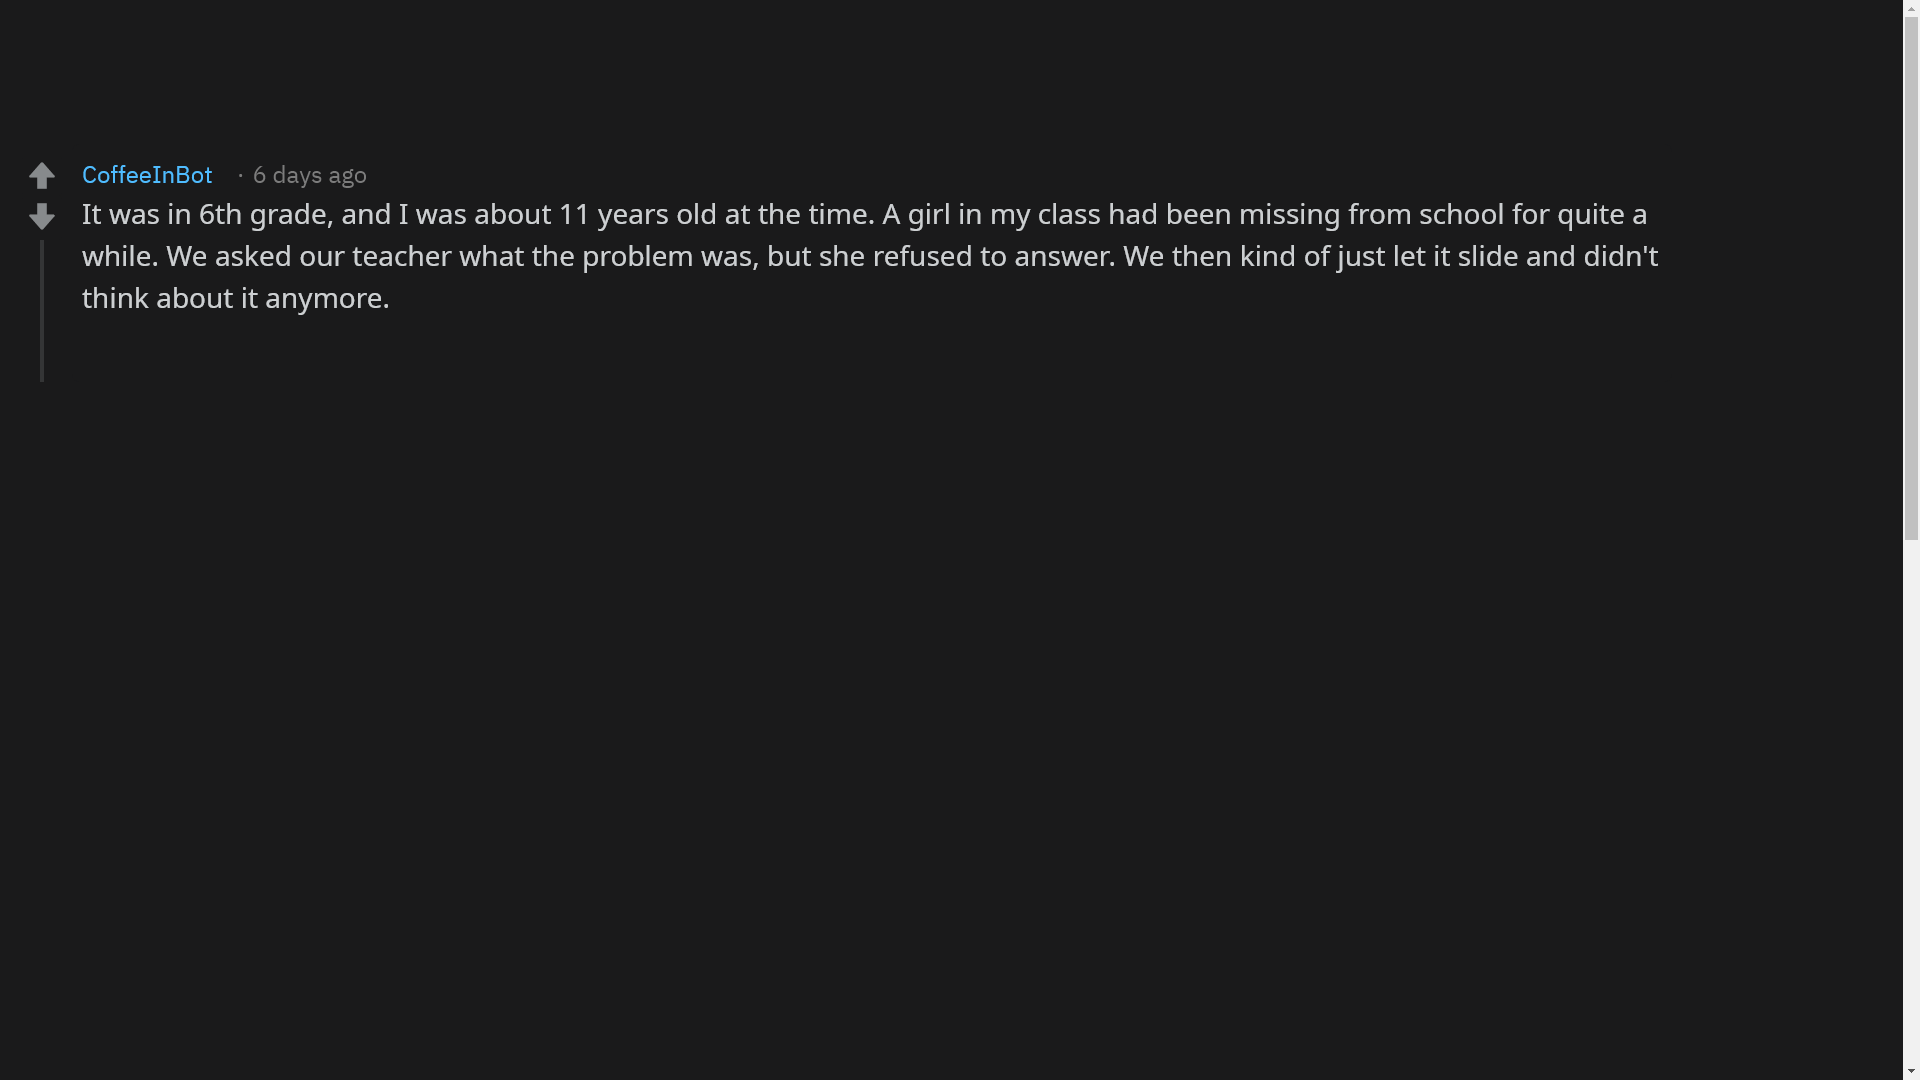 CoffeeInBot · 6 days ago
It was in 6th grade, and I was about 11 years old at the time. A girl in my class had been missing from school for quite a
while. We asked our teacher what the problem was, but she refused to answer. We then kind of just let it slide and didn't
think about it anymore.